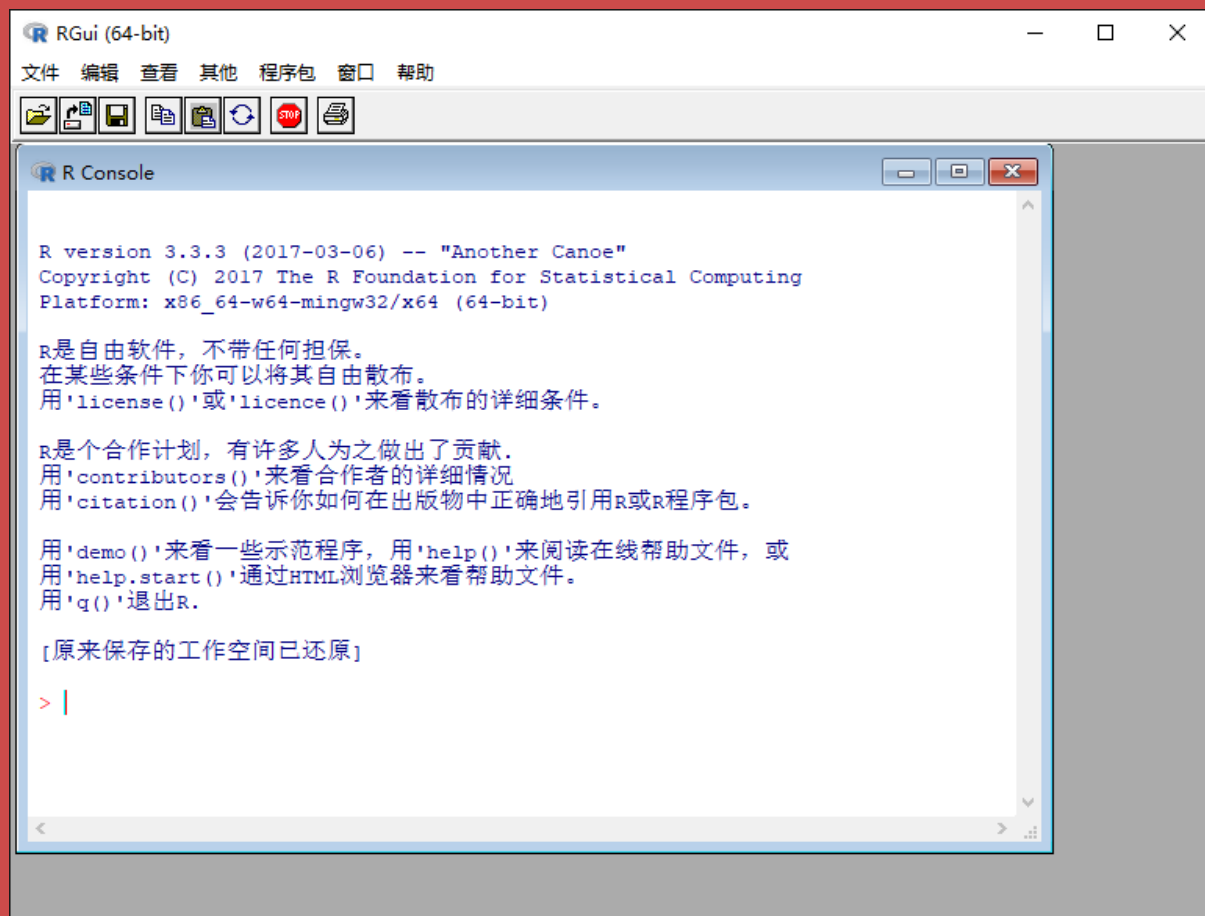 RGui (64-bit)
文件 编辑 查看 其他 程序包 窗口 帮助
STOP
R Console
R version 3.3.3 (2017-03-06) -- "Another Canoe"
Copyright (C) 2017 The R Foundation for Statistical Computing
Platform: x86_64-w64-mingw32/x64 (64-bit)
R是自由软件，不带任何担保。
在某些条件下你可以将其自由散布。
用'license()'或'licence()'来看散布的详细条件。
R是个合作计划，有许多人为之做出了贡献.
用'contributors()'来看合作者的详细情况
用'citation()'会告诉你如何在出版物中正确地引用R或R程序包。
用'demo()'来看一些示范程序，用'help()'来阅读在线帮助文件，或
用'help.start()'通过HTML浏览器来看帮助文件。
用'q()'退出R.
[原来保存的工作空间已还原]
>